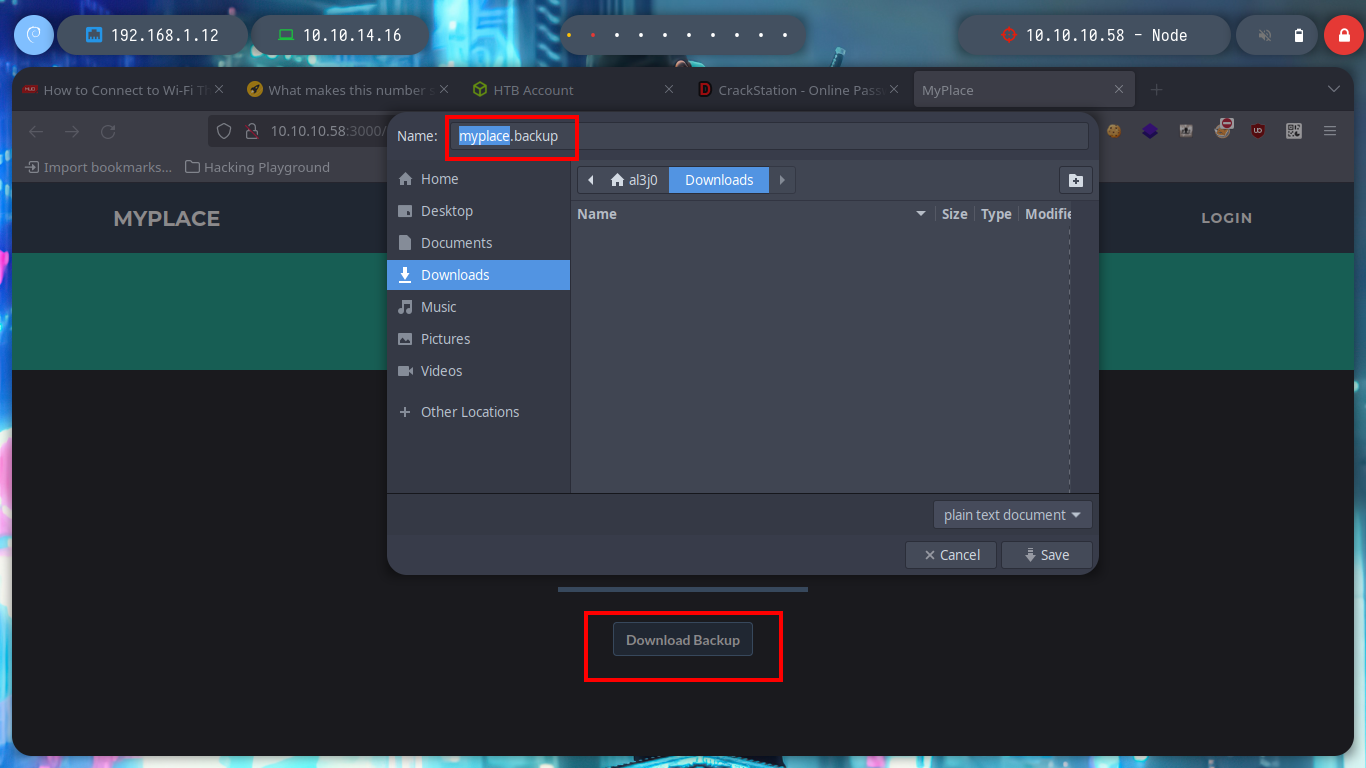 192.168.1.12
10.10.14.16
10.10.10.58 - Node
How to Connect to Wi-Fi Th
What makes this number s
HTB Account
CrackStation - Online Pass
MyPlace
10.10.10.58:3000/
Import bookmarks...
Hacking Playground
MYPLACE
LOGIN
Name:
myplace.backup
Home
Desktop
Documents
Downloads
Music
Pictures
Videos
Other Locations
al3j0
Downloads
Name
Size
Type
Modifie
plain text document
Cancel
Save
Download Backup